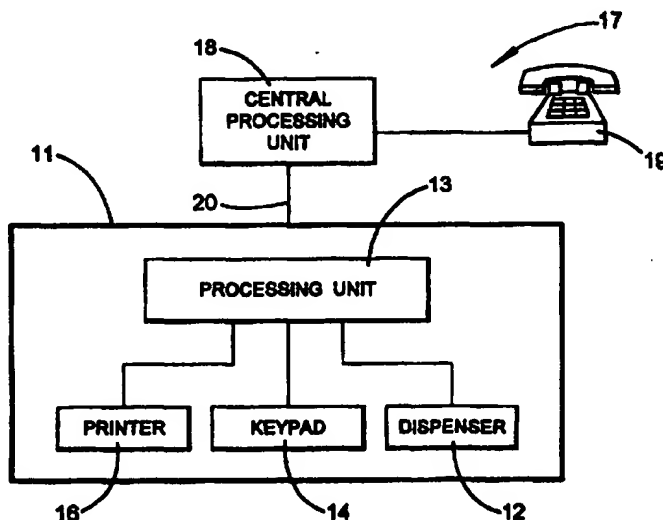 17
18
CENTRAL
PROCESSING
UNIT
19
11
20
13
PROCESSING UNIT
PRINTER
KEYPAD
DISPENSER
16
14
12